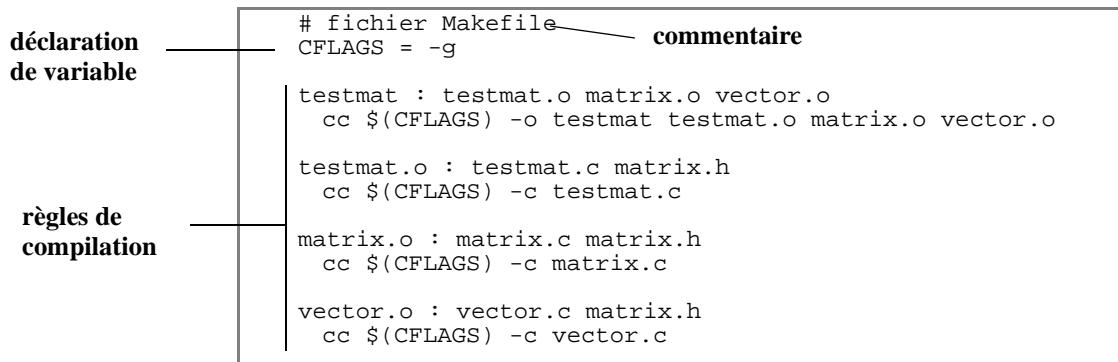 # fichier Makefile
commentaire
déclaration
de variable
CFLAGS = -g
testmat : testmat.o matrix.o vector.o
cc $(CFLAGS) -o testmat testmat.o matrix.o vector.o
testmat.o : testmat.c matrix.h
cc $(CFLAGS) -c testmat.c
règles de
compilation
matrix.o : matrix.c matrix.h
cc $(CFLAGS) -c matrix.c
vector.o : vector.c matrix.h
cc $(CFLAGS) -c vector.c